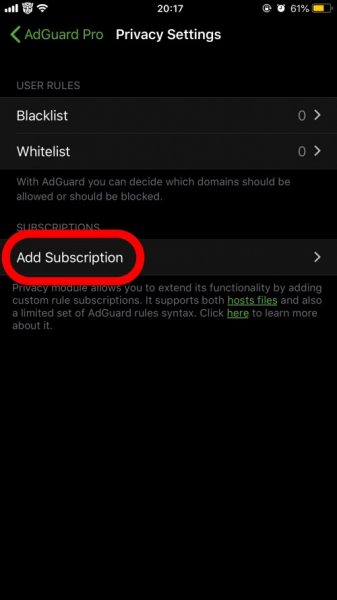 20:17
61%
AdGuard Pro
Privacy Settings
USER RULES
Blacklist 0
Whitelist 0
With AdGuard you can decide which domains should be
allowed or should be blocked.
SUBSCRIPTIONS
Add Subscription
Privacy module allows you to extend its functionality by adding
custom rule subscriptions. It supports both hosts files and also
a limited set of AdGuard rules syntax. Click here to learn more
about it.